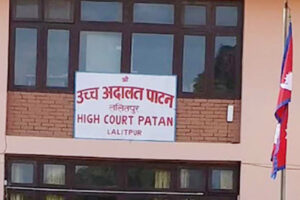 श्री
उच्च अदालत पाटन
ललितपुर
HIGH COURT PATAN
LALITPUR